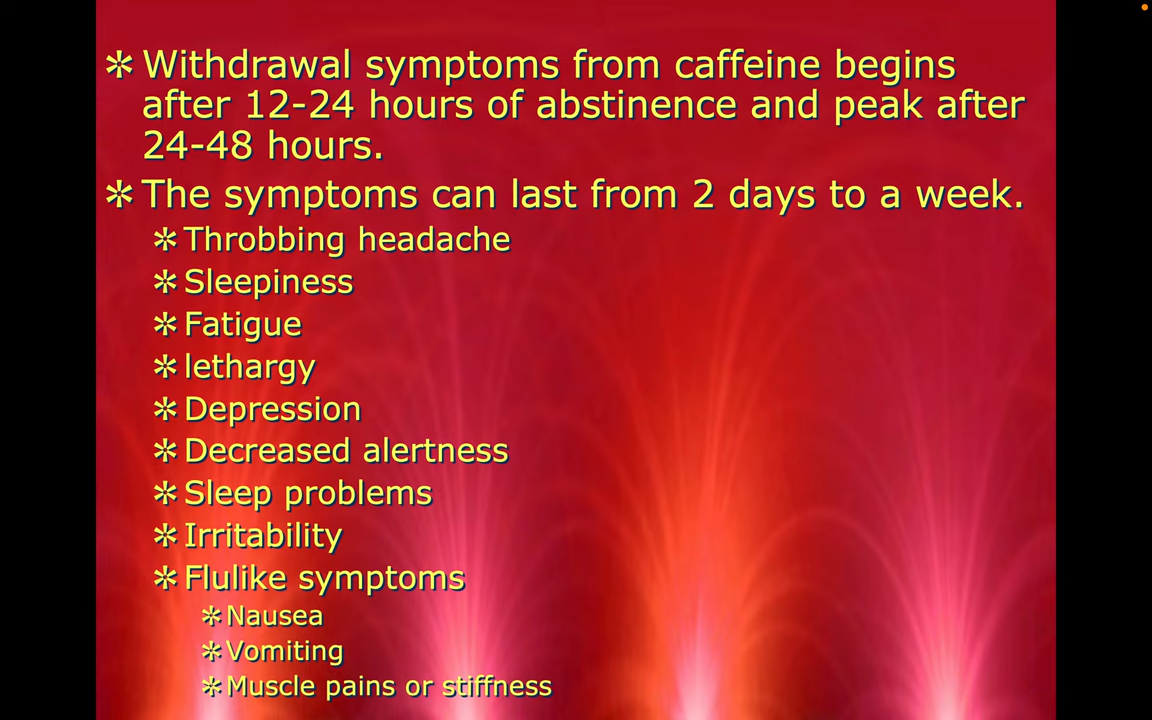 ✲ Withdrawal symptoms from caffeine begins
after 12-24 hours of abstinence and peak after
24-48 hours.
✲ The symptoms can last from 2 days to a week.
✲ Throbbing headache
✲ Sleepiness
✲ Fatigue
✲ lethargy
✲ Depression
✲ Decreased alertness
✲ Sleep problems
✲ Irritability
✲ Flulike symptoms
✲ Nausea
✲ Vomiting
✲ Muscle pains or stiffness